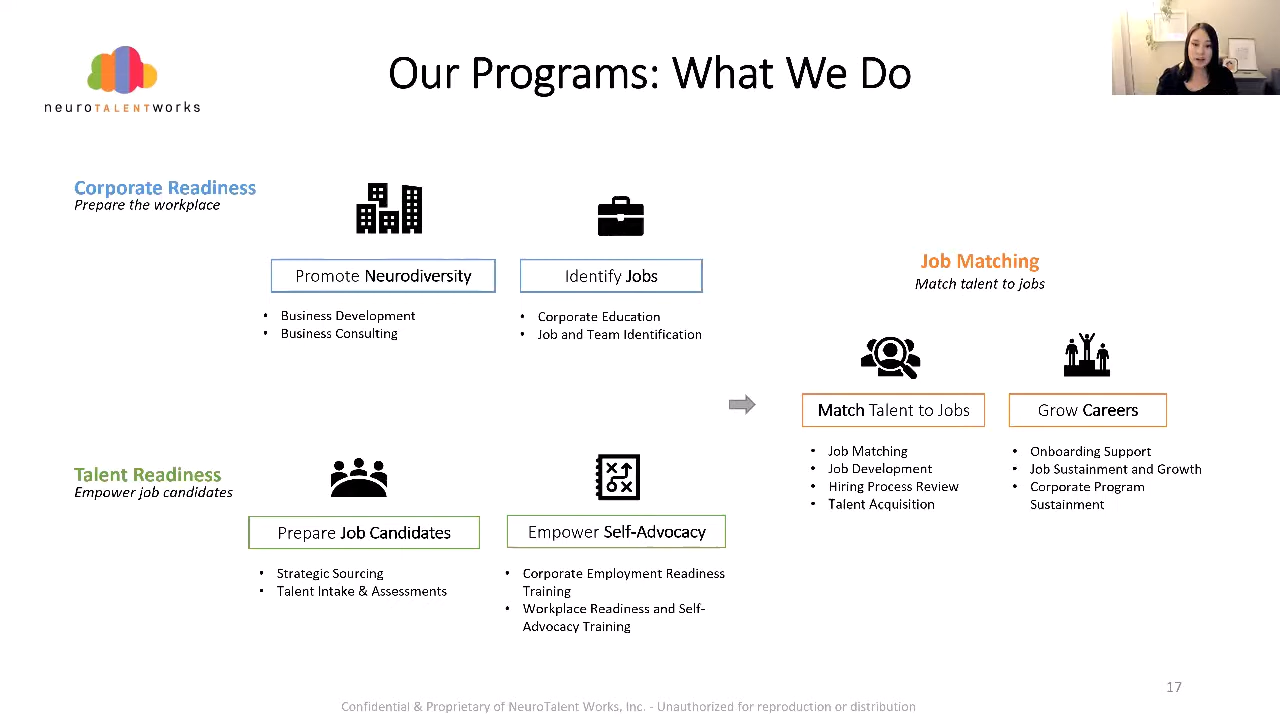 Our Programs: What We Do
neuroTALENTworks
Corporate Readiness
Prepare the workplace
Promote Neurodiversity
• Business Development
• Business Consulting
Identify Jobs
• Corporate Education
• Job and Team Identification
Talent Readiness
Empower job candidates
Prepare Job Candidates
• Strategic Sourcing
• Talent Intake & Assessments
Empower Self-Advocacy
• Corporate Employment Readiness
Training
• Workplace Readiness and Self-
Advocacy Training
Job Matching
Match talent to jobs
Match Talent to Jobs
• Job Matching
• Job Development
• Hiring Process Review
• Talent Acquisition
Grow Careers
• Onboarding Support
• Job Sustainment and Growth
• Corporate Program
Sustainment
17
Confidential & Proprietary of NeuroTalent Works, Inc. - Unauthorized for reproduction or distribution